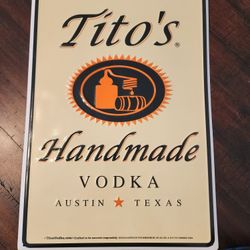 Tito's®
Handmade
VODKA
AUSTIN ★ TEXAS